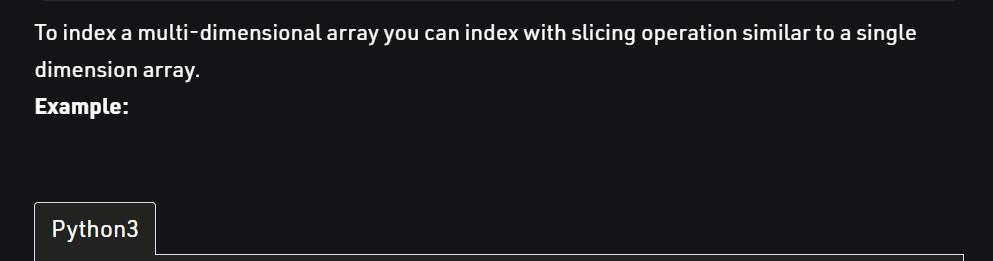 To index a multi-dimensional array you can index with slicing operation similar to a single
dimension array.
Example:
Python3